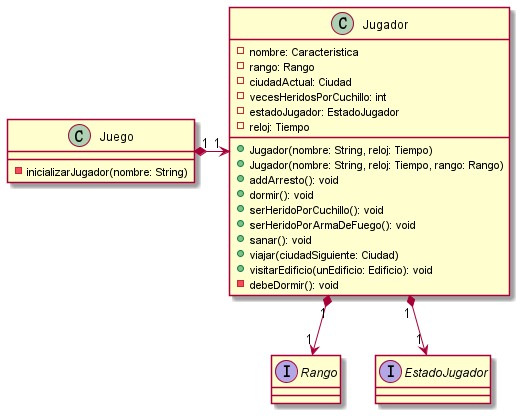 C Jugador
nombre: Caracteristica
rango: Rango
ciudadActual: Ciudad
vecesHeridosPorCuchillo: int
estadoJugador: EstadoJugador
reloj: Tiempo
Jugador(nombre: String, reloj: Tiempo)
Jugador(nombre: String, reloj: Tiempo, rango: Rango)
addArresto(): void
dormir(): void
serHeridoPorCuchillo(): void
serHeridoPorArmaDeFuego(): void
sanar(): void
viajar(ciudadSiguiente: Ciudad)
visitarEdificio(unEdificio: Edificio): void
debeDormir(): void
C Juego
inicializarJugador(nombre: String)
1 1
1 1
1 1
I Rango
I EstadoJugador